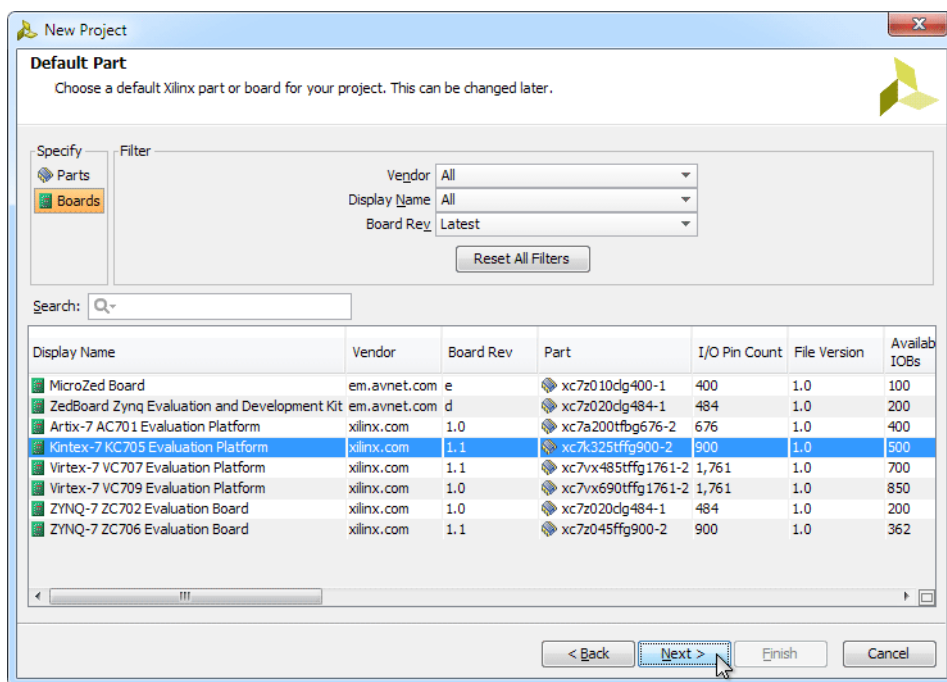 New Project
Default Part
Choose a default Xilinx part or board for your project. This can be changed later.
Specify Filter
Parts Vendor All
Display Name All
Boards
Board Rev Latest
Reset All Filters
Search:
Display Name Vendor Board Rev Part I/O Pin Count File Version Availab
IOBs
MicroZed Board em.avnet.com e xc7z010clg400-1 400 1.0 100
ZedBoard Zynq Evaluation and Development Kit em.avnet.com d xc7z020clg484-1 484 1.0 200
Artix-7 AC701 Evaluation Platform xilinx.com 1.0 xc7a200tfbg676-2 676 1.0 400
Kintex-7 KC705 Evaluation Platform xilinx.com 1.1 xc7k325tffg900-2 900 1.0 500
Virtex-7 VC707 Evaluation Platform xilinx.com 1.1 xc7vx485tffg1761-2 1,761 1.0 700
Virtex-7 VC709 Evaluation Platform xilinx.com 1.0 xc7vx690tffg1761-2 1,761 1.0 850
ZYNQ-7 ZC702 Evaluation Board xilinx.com 1.0 xc7z020clg484-1 484 1.0 200
ZYNQ-7 ZC706 Evaluation Board xilinx.com 1.1 xc7z045ffg900-2 900 1.0 362
< Back Next > Finish Cancel